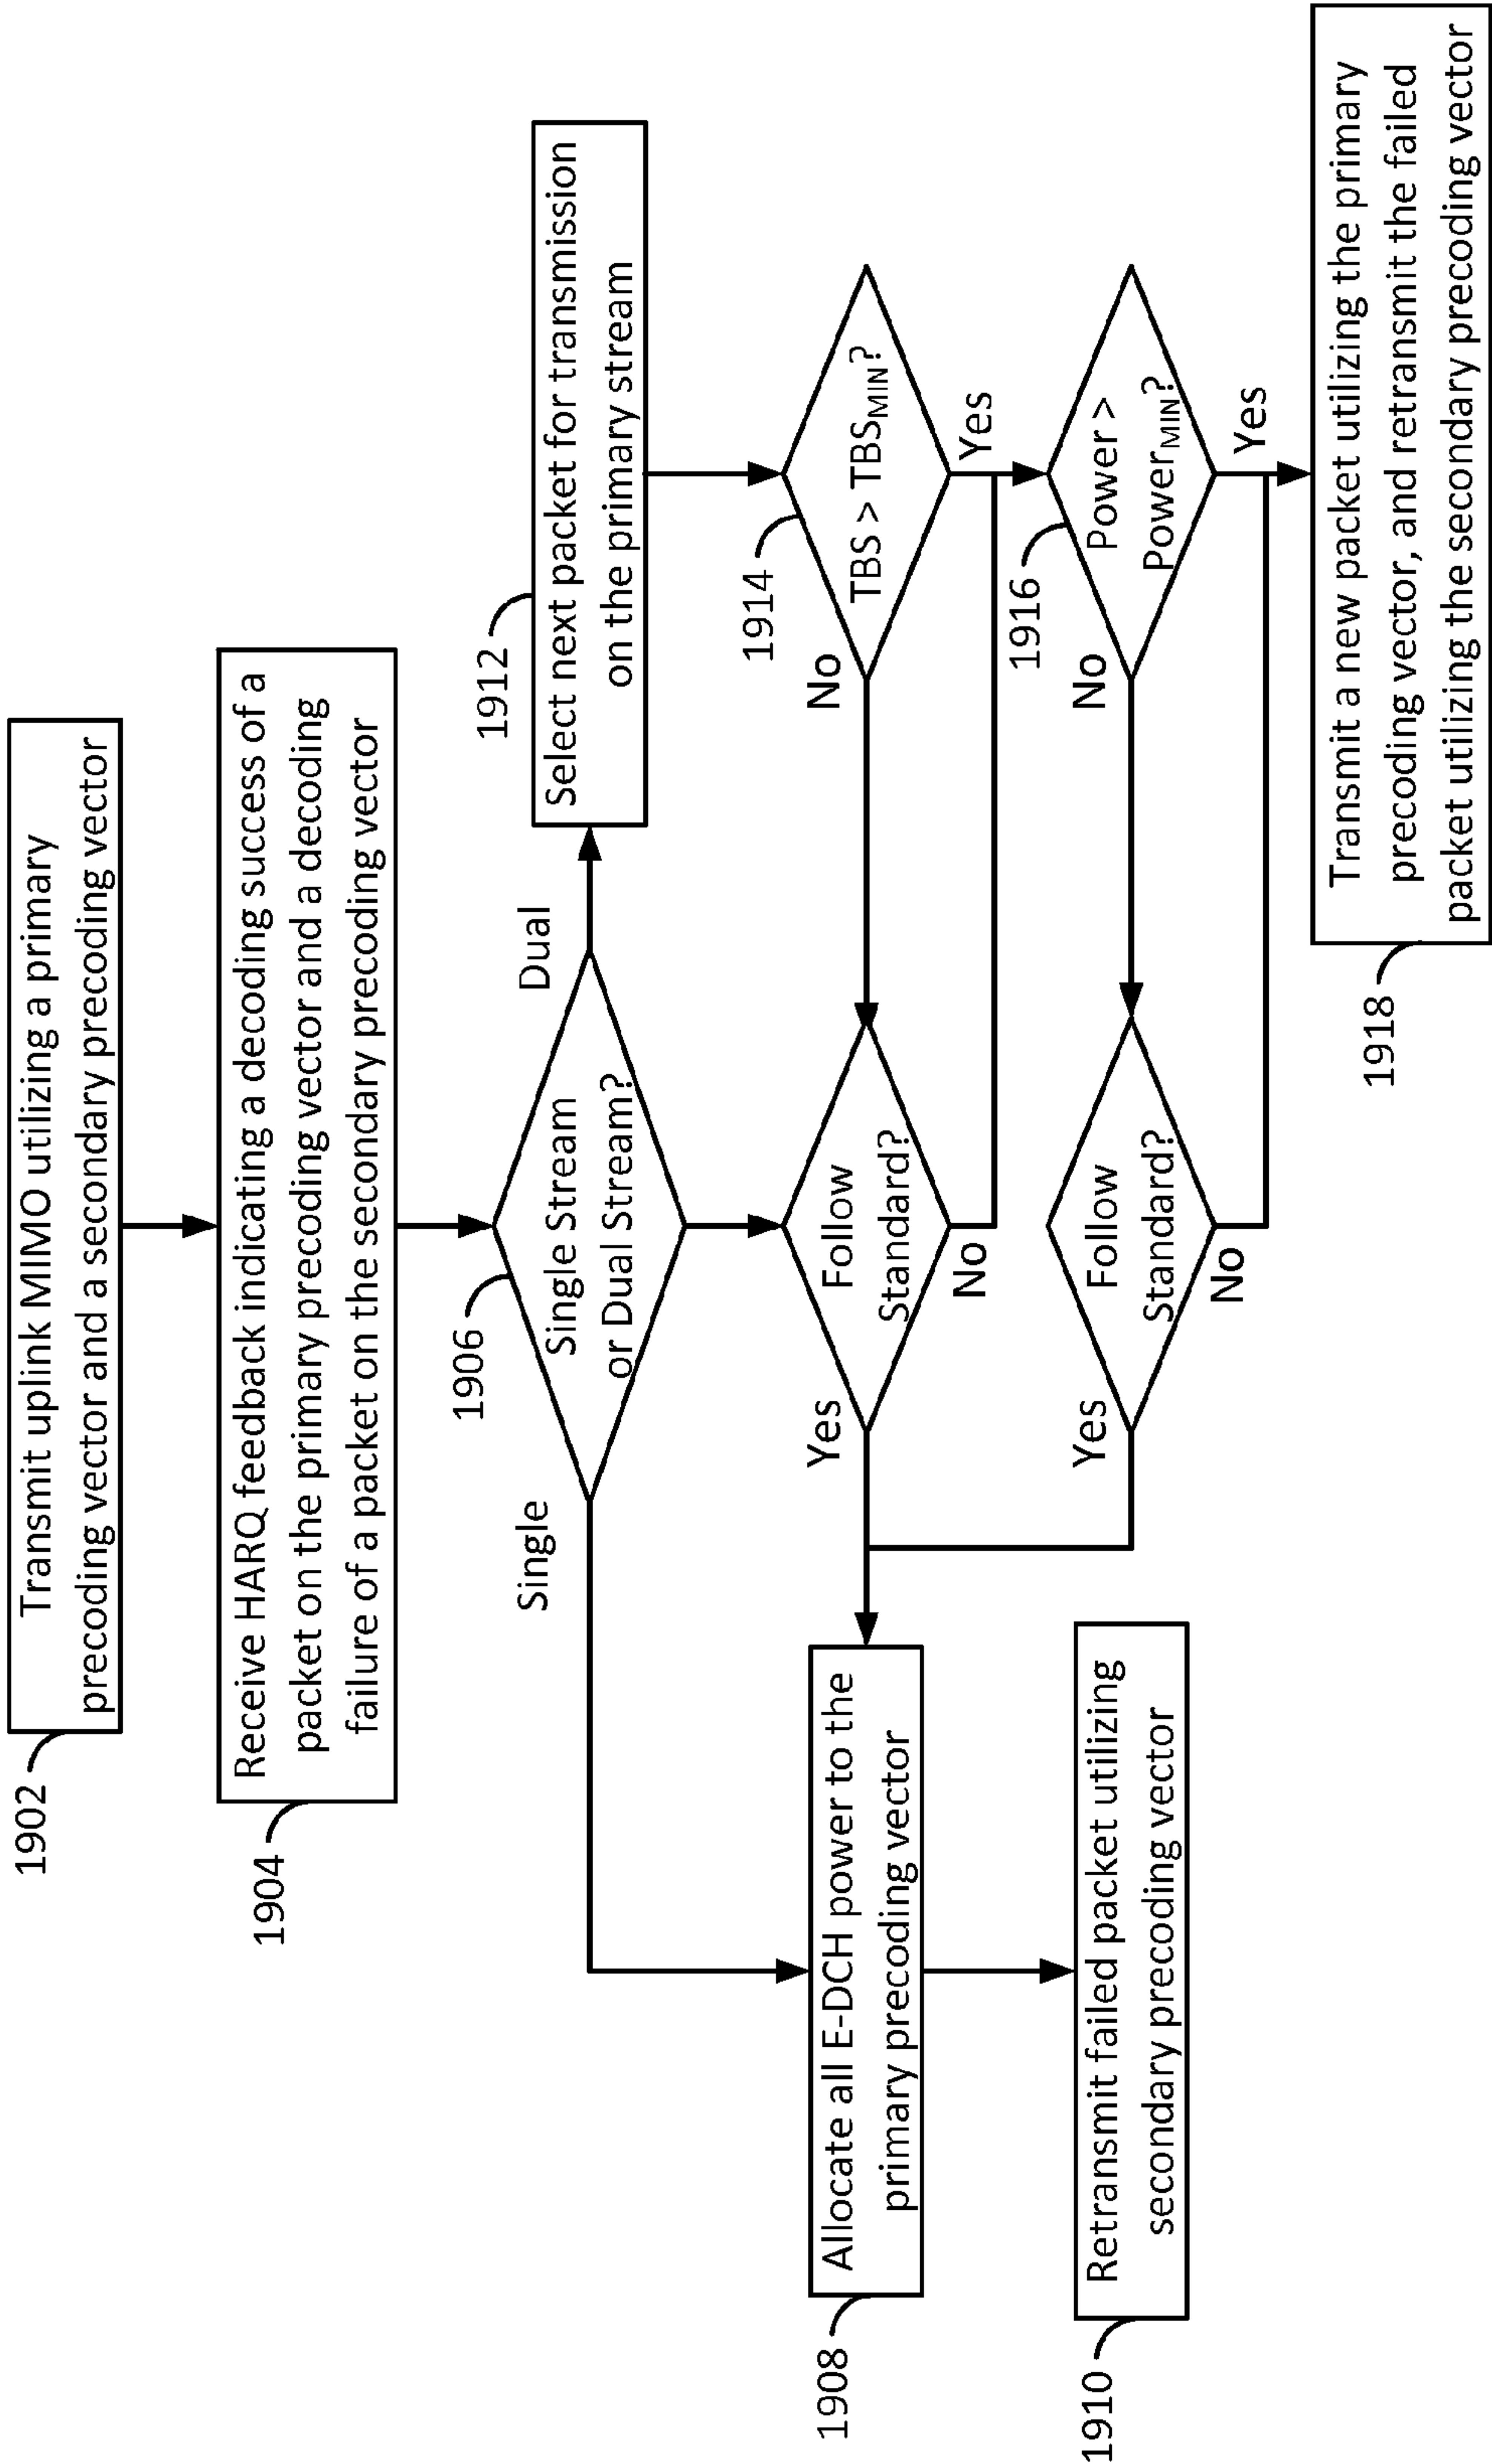 1902
Transmit uplink MIMO utilizing a primary
precoding vector and a secondary precoding vector
1904
Receive HARQ feedback indicating a decoding success of a
packet on the primary precoding vector and a decoding
failure of a packet on the secondary precoding vector
1906
Single Stream
or Dual Stream?
Single
Dual
1912
Select next packet for transmission
on the primary stream
1908
Allocate all E-DCH power to the
primary precoding vector
Yes
Follow
Standard?
No
No
1914
TBS > TBSMIN?
Yes
1910
Retransmit failed packet utilizing
secondary precoding vector
Yes
Follow
Standard?
No
No
1916
Power >
PowerMIN?
Yes
1918
Transmit a new packet utilizing the primary
precoding vector, and retransmit the failed
packet utilizing the secondary precoding vector